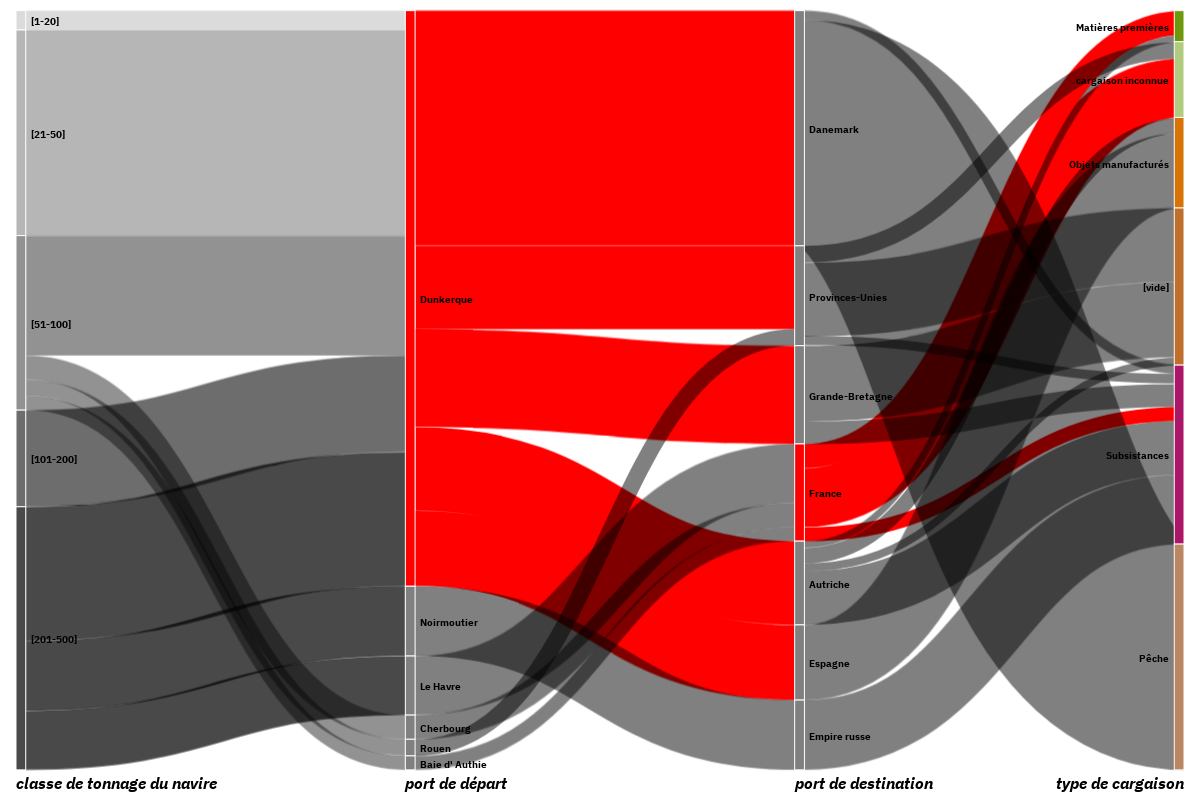 [1-20]
[21-50]
[51-100]
[101-200]
[201-500]
Dunkerque
Noirmoutier
Le Havre
Cherbourg
Rouen
Baie d' Authie
Danemark
Provinces-Unies
Grande-Bretagne
France
Autriche
Espagne
Empire russe
Matières premières
cargaison inconnue
Objets manufacturés
[vide]
Subsistances
Pêche
classe de tonnage du navire
port de départ
port de destination
type de cargaison